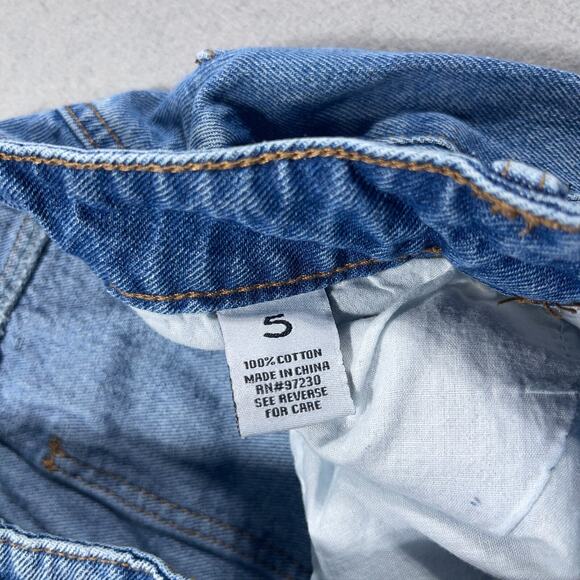 5
100% COTTON
MADE IN CHINA
RN#97230
SEE REVERSE
FOR CARE